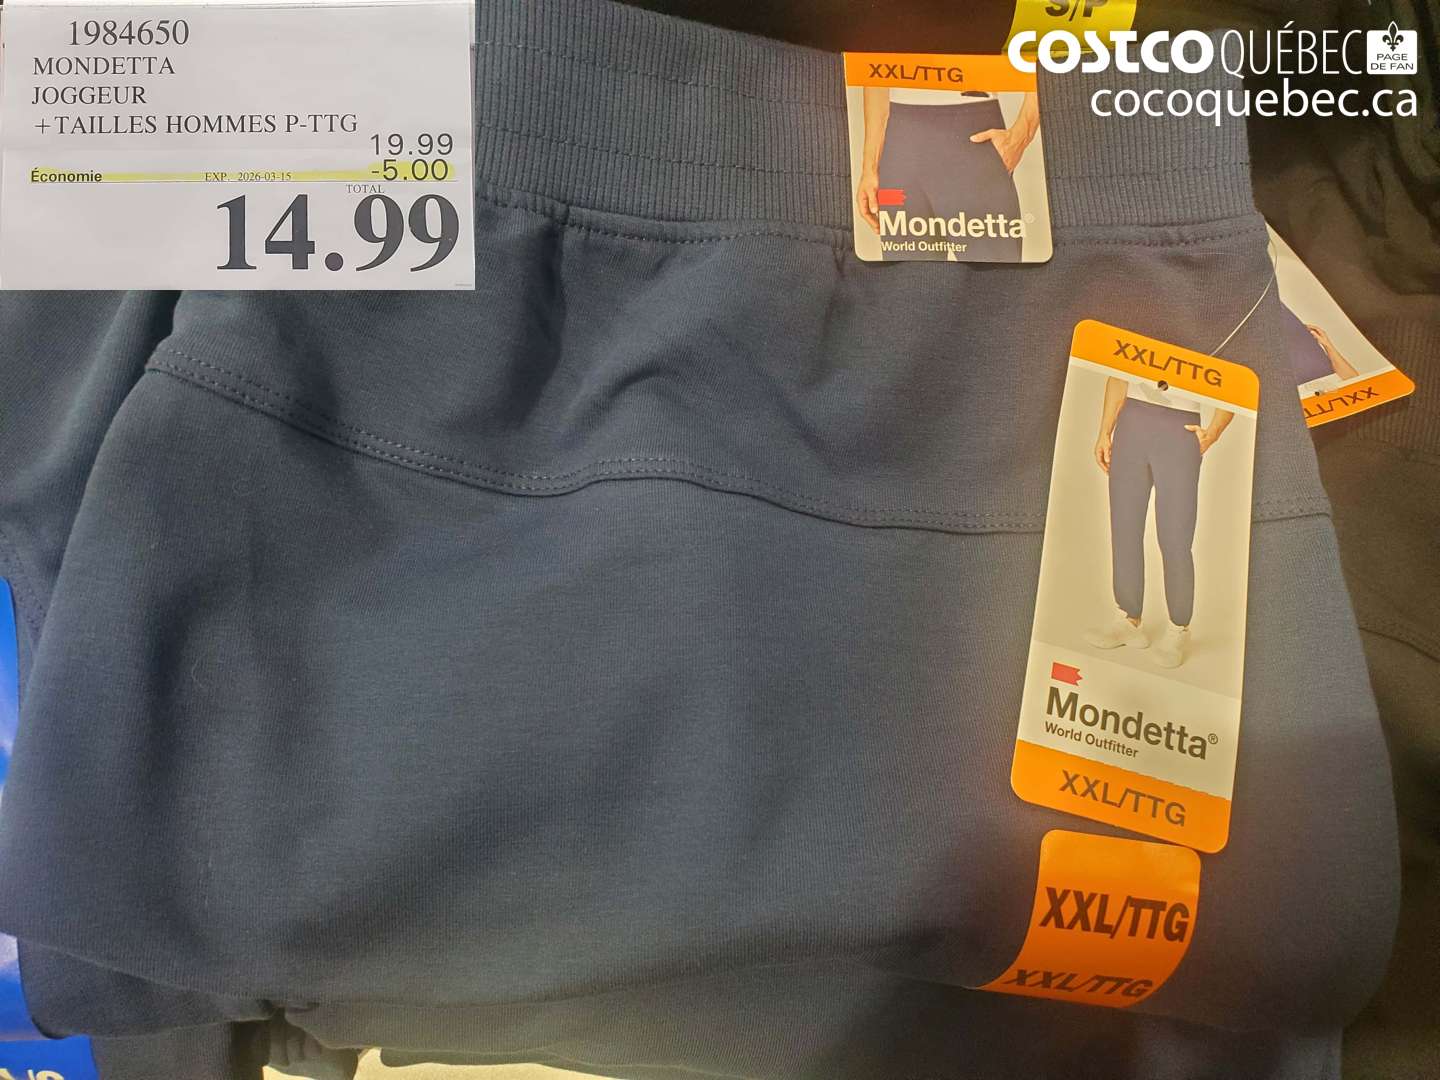 1984650
MONDETTA
JOGGEUR
+TAILLES HOMMES P-TTG
19.99
Économie EXP. 2026-03-15 -5.00
TOTAL
14.99
S/P
COSTCO QUÉBEC PAGE DE FAN
cocoquebec.ca
XXL/TTG
Mondetta®
World Outfitter
XXL/TTG
XXL/TTG
Mondetta®
World Outfitter
XXL/TTG
XXL/TTG
XXL/TTG